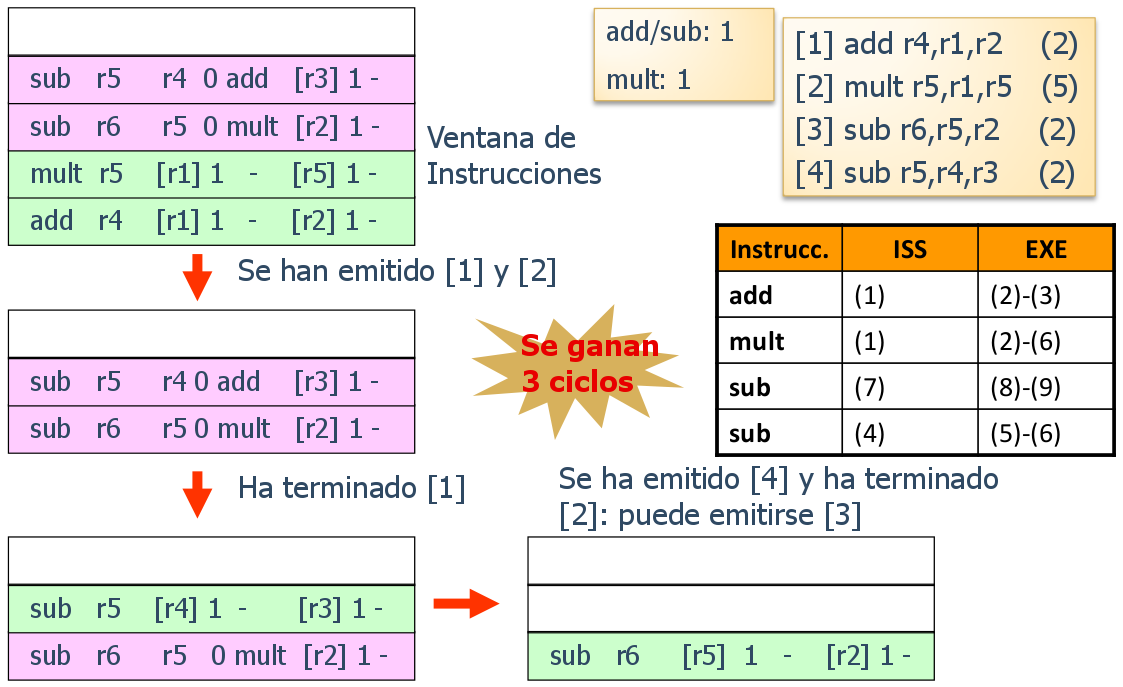 sub r5 r4 0 add [r3] 1 -
sub r6 r5 0 mult [r2] 1 -
mult r5 [r1] 1 - [r5] 1 -
add r4 [r1] 1 - [r2] 1 -
Ventana de
Instrucciones
add/sub: 1
mult: 1
[1] add r4,r1,r2 (2)
[2] mult r5,r1,r5 (5)
[3] sub r6,r5,r2 (2)
[4] sub r5,r4,r3 (2)
Se han emitido [1] y [2]
sub r5 r4 0 add [r3] 1 -
sub r6 r5 0 mult [r2] 1 -
Se ganan
3 ciclos
Instrucc. ISS EXE
add (1) (2)-(3)
mult (1) (2)-(6)
sub (7) (8)-(9)
sub (4) (5)-(6)
Ha terminado [1]
Se ha emitido [4] y ha terminado
[2]: puede emitirse [3]
sub r5 [r4] 1 - [r3] 1 -
sub r6 r5 0 mult [r2] 1 -
sub r6 [r5] 1 - [r2] 1 -